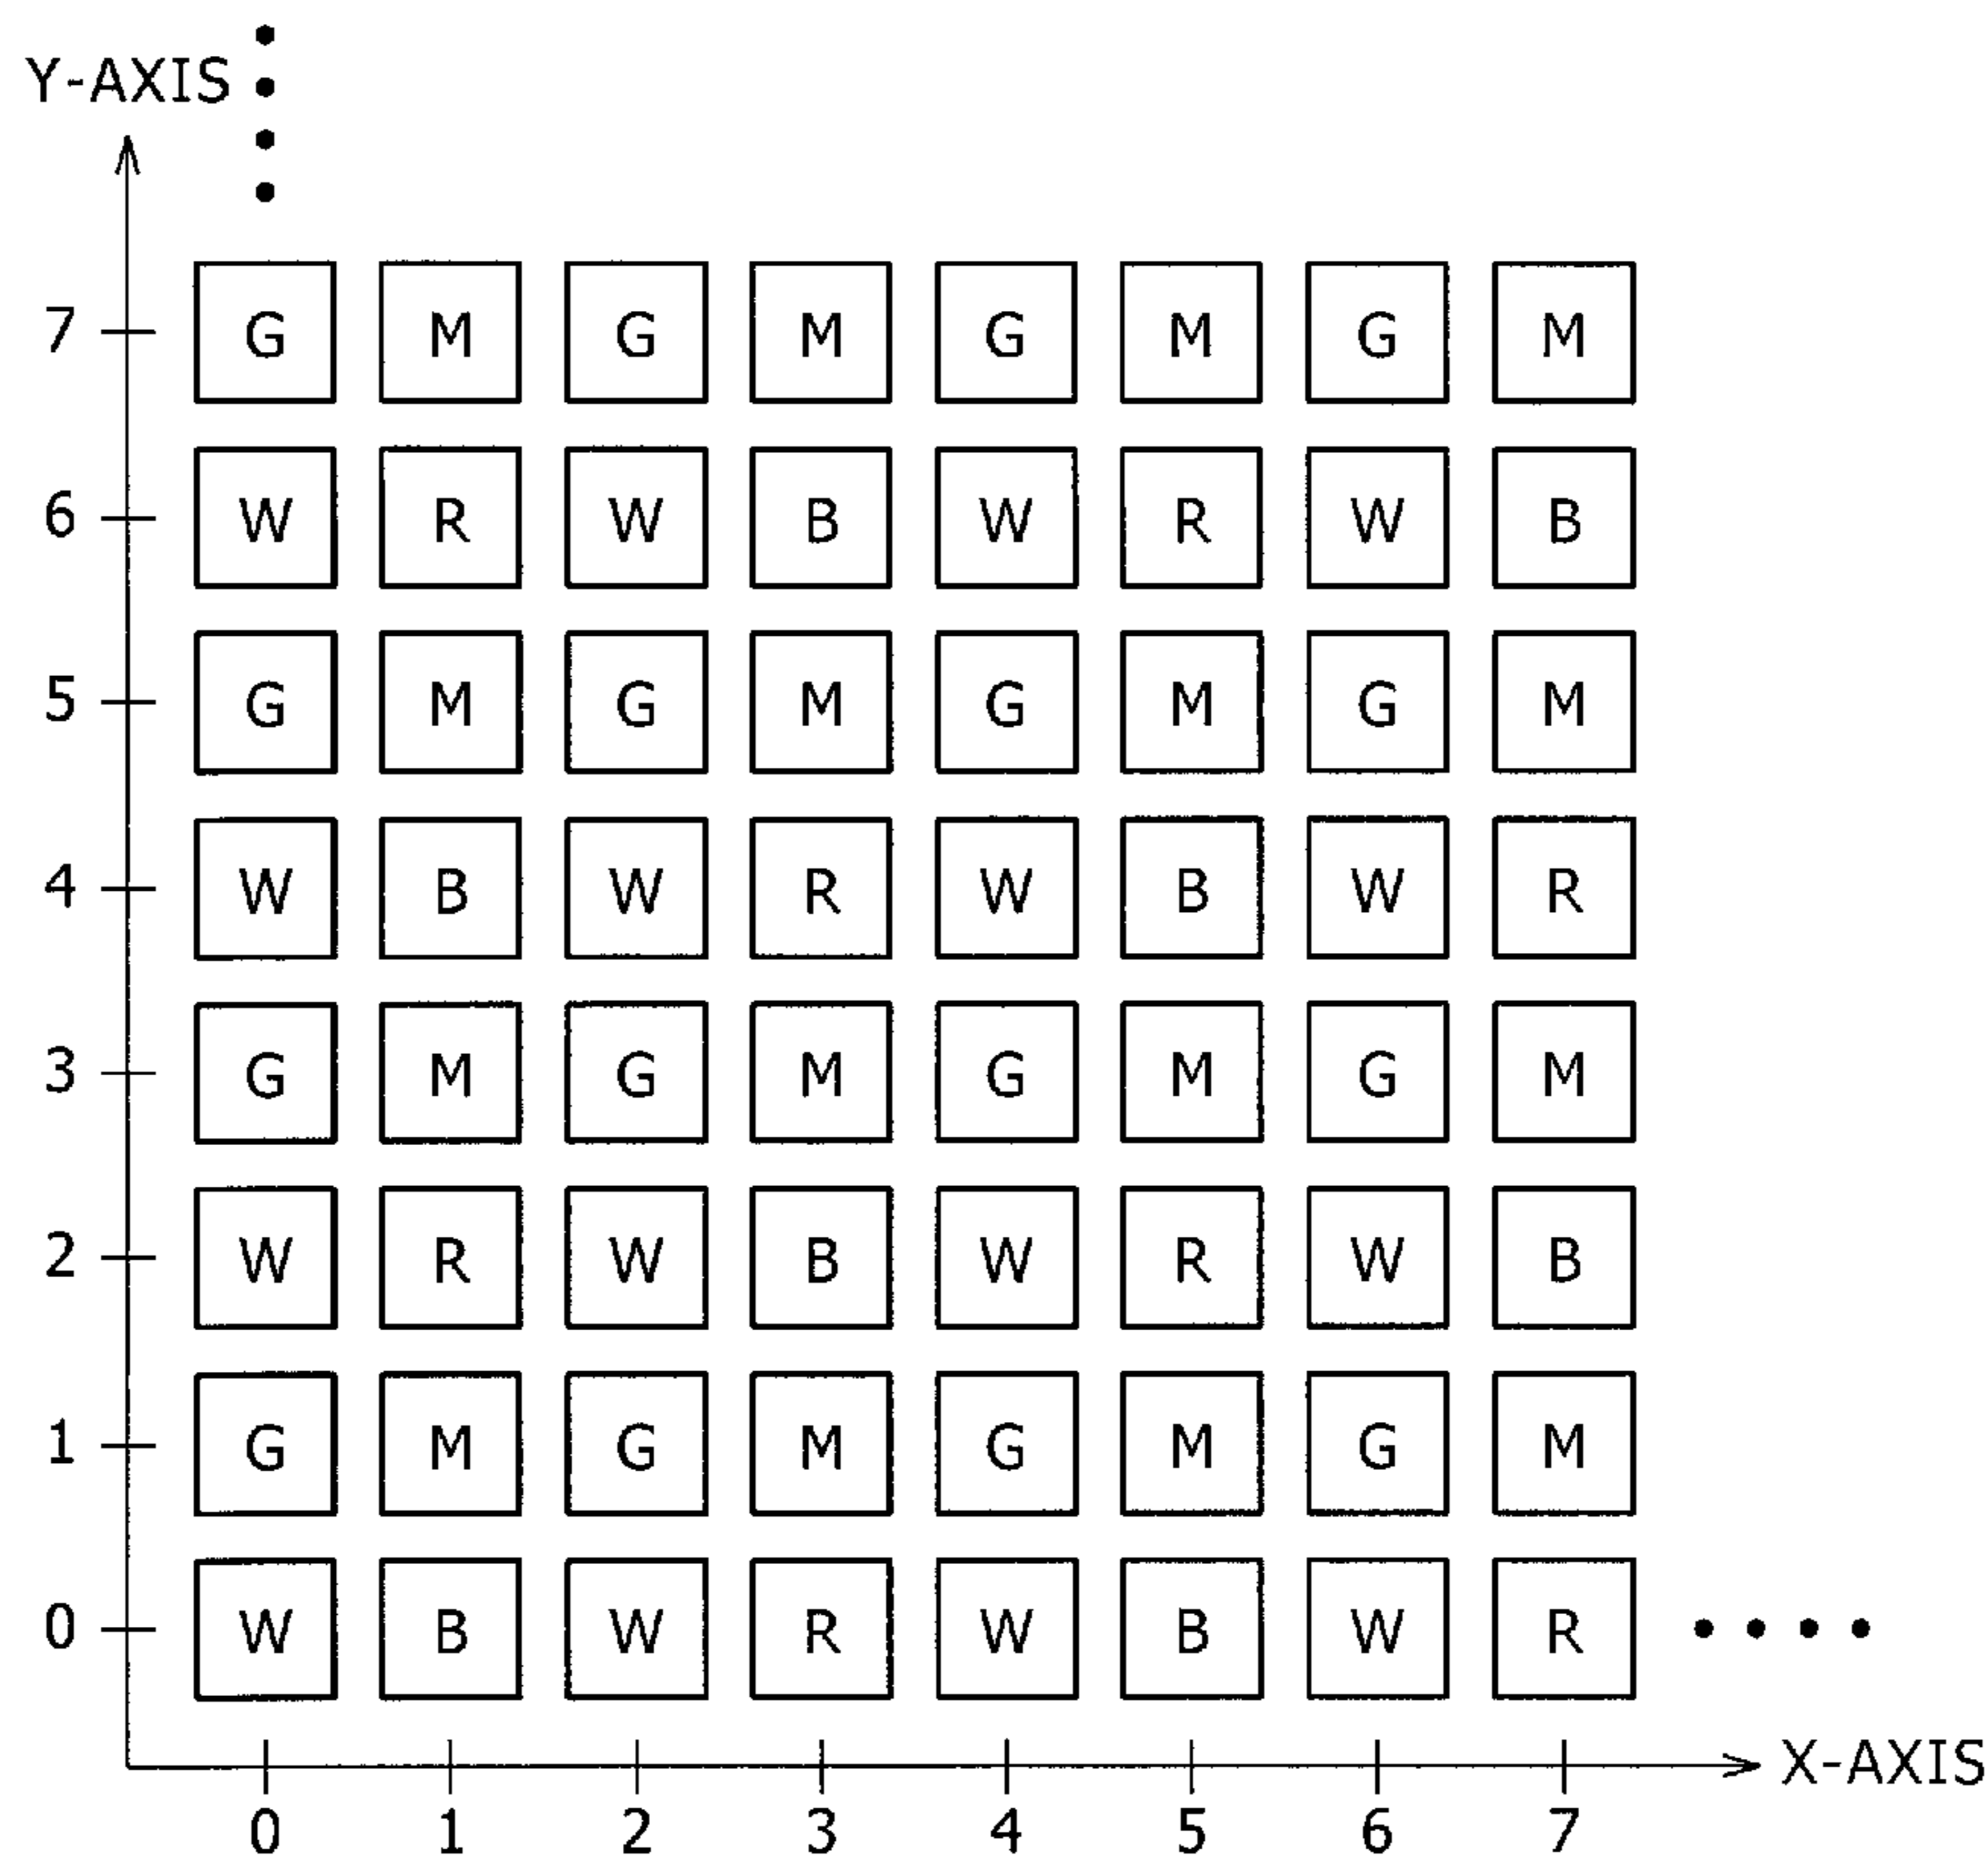 Y-AXIS
7 G M G M G M G M
6 W R W B W R W B
5 G M G M G M G M
4 W B W R W B W R
3 G M G M G M G M
2 W R W B W R W B
1 G M G M G M G M
0 W B W R W B W R
X-AXIS
0 1 2 3 4 5 6 7